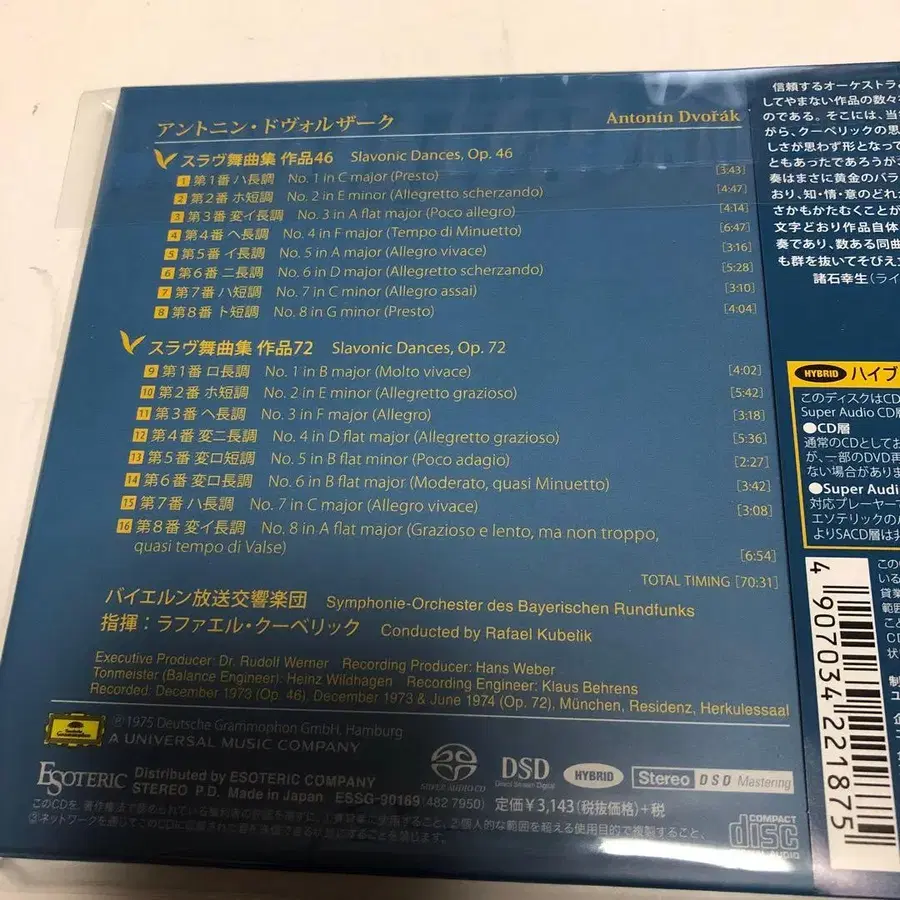 アントニン・ドヴォルザーク Antonín Dvořák
スラヴ舞曲集 作品46 Slavonic Dances, Op. 46
1 第1番 ハ長調 No. 1 in C major (Presto) [3:43]
2 第2番 ホ短調 No. 2 in E minor (Allegretto scherzando) [4:47]
3 第3番 変イ長調 No. 3 in A flat major (Poco allegro) [4:14]
4 第4番 ヘ長調 No. 4 in F major (Tempo di Minuetto) [6:47]
5 第5番 イ長調 No. 5 in A major (Allegro vivace) [3:16]
6 第6番 ニ長調 No. 6 in D major (Allegretto scherzando) [5:28]
7 第7番 ハ短調 No. 7 in C minor (Allegro assai) [3:10]
8 第8番 ト短調 No. 8 in G minor (Presto) [4:04]
スラヴ舞曲集 作品72 Slavonic Dances, Op. 72
9 第1番 ロ長調 No. 1 in B major (Molto vivace) [4:02]
10 第2番 ホ短調 No. 2 in E minor (Allegretto grazioso) [5:42]
11 第3番 ヘ長調 No. 3 in F major (Allegro) [3:18]
12 第4番 変ニ長調 No. 4 in D flat major (Allegretto grazioso) [5:36]
13 第5番 変ロ短調 No. 5 in B flat minor (Poco adagio) [2:27]
14 第6番 変ロ長調 No. 6 in B flat major (Moderato, quasi Minuetto) [3:42]
15 第7番 ハ長調 No. 7 in C major (Allegro vivace) [3:08]
16 第8番 変イ長調 No. 8 in A flat major (Grazioso e lento, ma non troppo,
quasi tempo di Valse) [6:54]
TOTAL TIMING [70:31]
バイエルン放送交響楽団 Symphonie-Orchester des Bayerischen Rundfunks
指揮：ラファエル・クーベリック Conducted by Rafael Kubelik
Executive Producer: Dr. Rudolf Werner Recording Producer: Hans Weber
Tonmeister (Balance Engineer): Heinz Wildhagen Recording Engineer: Klaus Behrens
Recorded: December 1973 (Op. 46), December 1973 & June 1974 (Op. 72), München, Residenz, Herkulessaal
Deutsche Grammophon
℗ 1975 Deutsche Grammophon GmbH, Hamburg
A UNIVERSAL MUSIC COMPANY
ESOTERIC Distributed by ESOTERIC COMPANY
STEREO P.D. Made in Japan ESSG-90169 (482 7950) 定価￥3,143(税抜価格)+税
SUPER AUDIO CD
DSD Direct Stream Digital
HYBRID
Stereo DSD Mastering
COMPACT disc DIGITAL AUDIO
信頼するオーケストラと
してやまない作品の数々
のである。そこには、当
がら、クーベリックの思
しさが思わず形となって
ともあったであろうが
奏はまさに黄金のバラ
おり、知・情・意のどれ
さかもかたむくことが
文字どおり作品自体
奏であり、数ある同曲
も群を抜いてそびえ
諸石幸生(ライ
HYBRID ハイブ
このディスクはCD
Super Audio CD層
●CD層
通常のCDとしてお
が、一部のDVD再
ない場合があります
●Super Audio
対応プレーヤーで
エソテリックの
よりSACD層は非
4 907034 221875